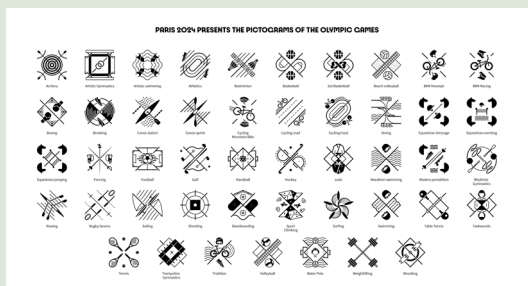 PARIS 2024 PRESENTS THE PICTOGRAMS OF THE OLYMPIC GAMES
Archery Artistic Gymnastics Artistic swimming Athletics Badminton Basketball 3x3 Basketball Beach volleyball BMX freestyle BMX Racing
Boxing Breaking Canoe slalom Canoe sprint Cycling Mountain Bike Cycling road Cycling track Diving Equestrian dressage Equestrian eventing
Equestrian jumping Fencing Football Golf Handball Hockey Judo Marathon swimming Modern pentathlon Rhythmic Gymnastics
Rowing Rugby Sevens Sailing Shooting Skateboarding Sport Climbing Surfing Swimming Table Tennis Taekwondo
Tennis Trampoline Gymnastics Triathlon Volleyball Water Polo Weightlifting Wrestling